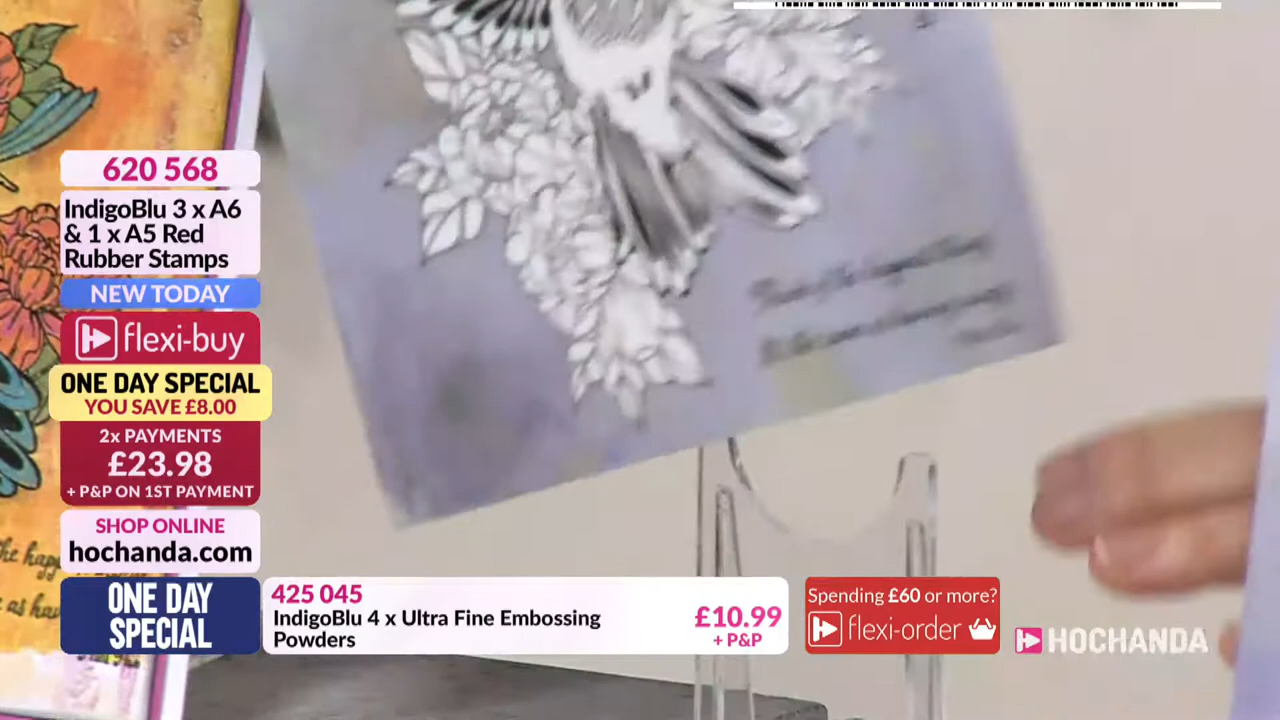 620 568
IndigoBlu 3 x A6
& 1 x A5 Red
Rubber Stamps
NEW TODAY
flexi-buy
ONE DAY SPECIAL
YOU SAVE £8.00
2x PAYMENTS
£23.98
+ P&P ON 1ST PAYMENT
SHOP ONLINE
hochanda.com
ONE DAY
SPECIAL
425 045
IndigoBlu 4 x Ultra Fine Embossing
Powders
£10.99
+ P&P
Spending £60 or more?
flexi-order
HOCHANDA